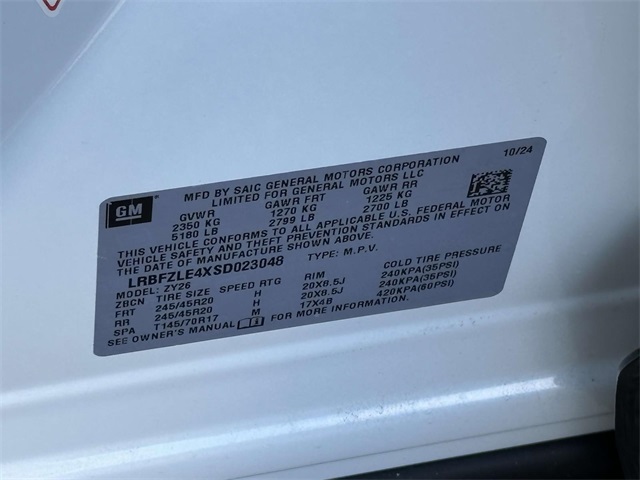 MFD BY SAIC GENERAL MOTORS CORPORATION 10/24
LIMITED FOR GENERAL MOTORS LLC
GM
GVWR GAWR FRT GAWR RR
2350 KG 1270 KG 1225 KG
5180 LB 2799 LB 2700 LB
THIS VEHICLE CONFORMS TO ALL APPLICABLE U.S. FEDERAL MOTOR
VEHICLE SAFETY AND THEFT PREVENTION STANDARDS IN EFFECT ON
THE DATE OF MANUFACTURE SHOWN ABOVE.
LRBFZLE4XSD023048 TYPE: M.P.V.
MODEL: ZY26
ZBCN TIRE SIZE SPEED RTG RIM COLD TIRE PRESSURE
FRT 245/45R20 H 20X8.5J 240KPA(35PSI)
RR 245/45R20 H 20X8.5J 240KPA(35PSI)
SPA T145/70R17 M 17X4B 420KPA(60PSI)
SEE OWNER'S MANUAL FOR MORE INFORMATION.